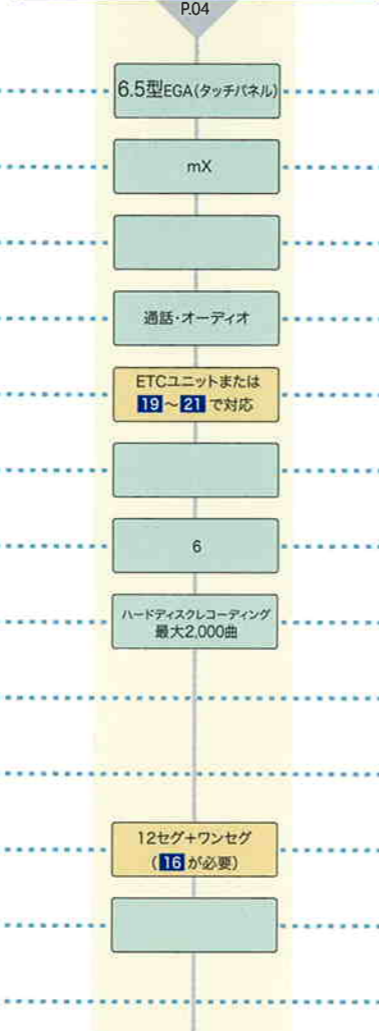 P.04
6.5型EGA(タッチパネル)
mX
通話・オーディオ
ETCユニットまたは
19～21で対応
6
ハードディスクレコーディング
最大2,000曲
12セグ+ワンセグ
(16が必要)